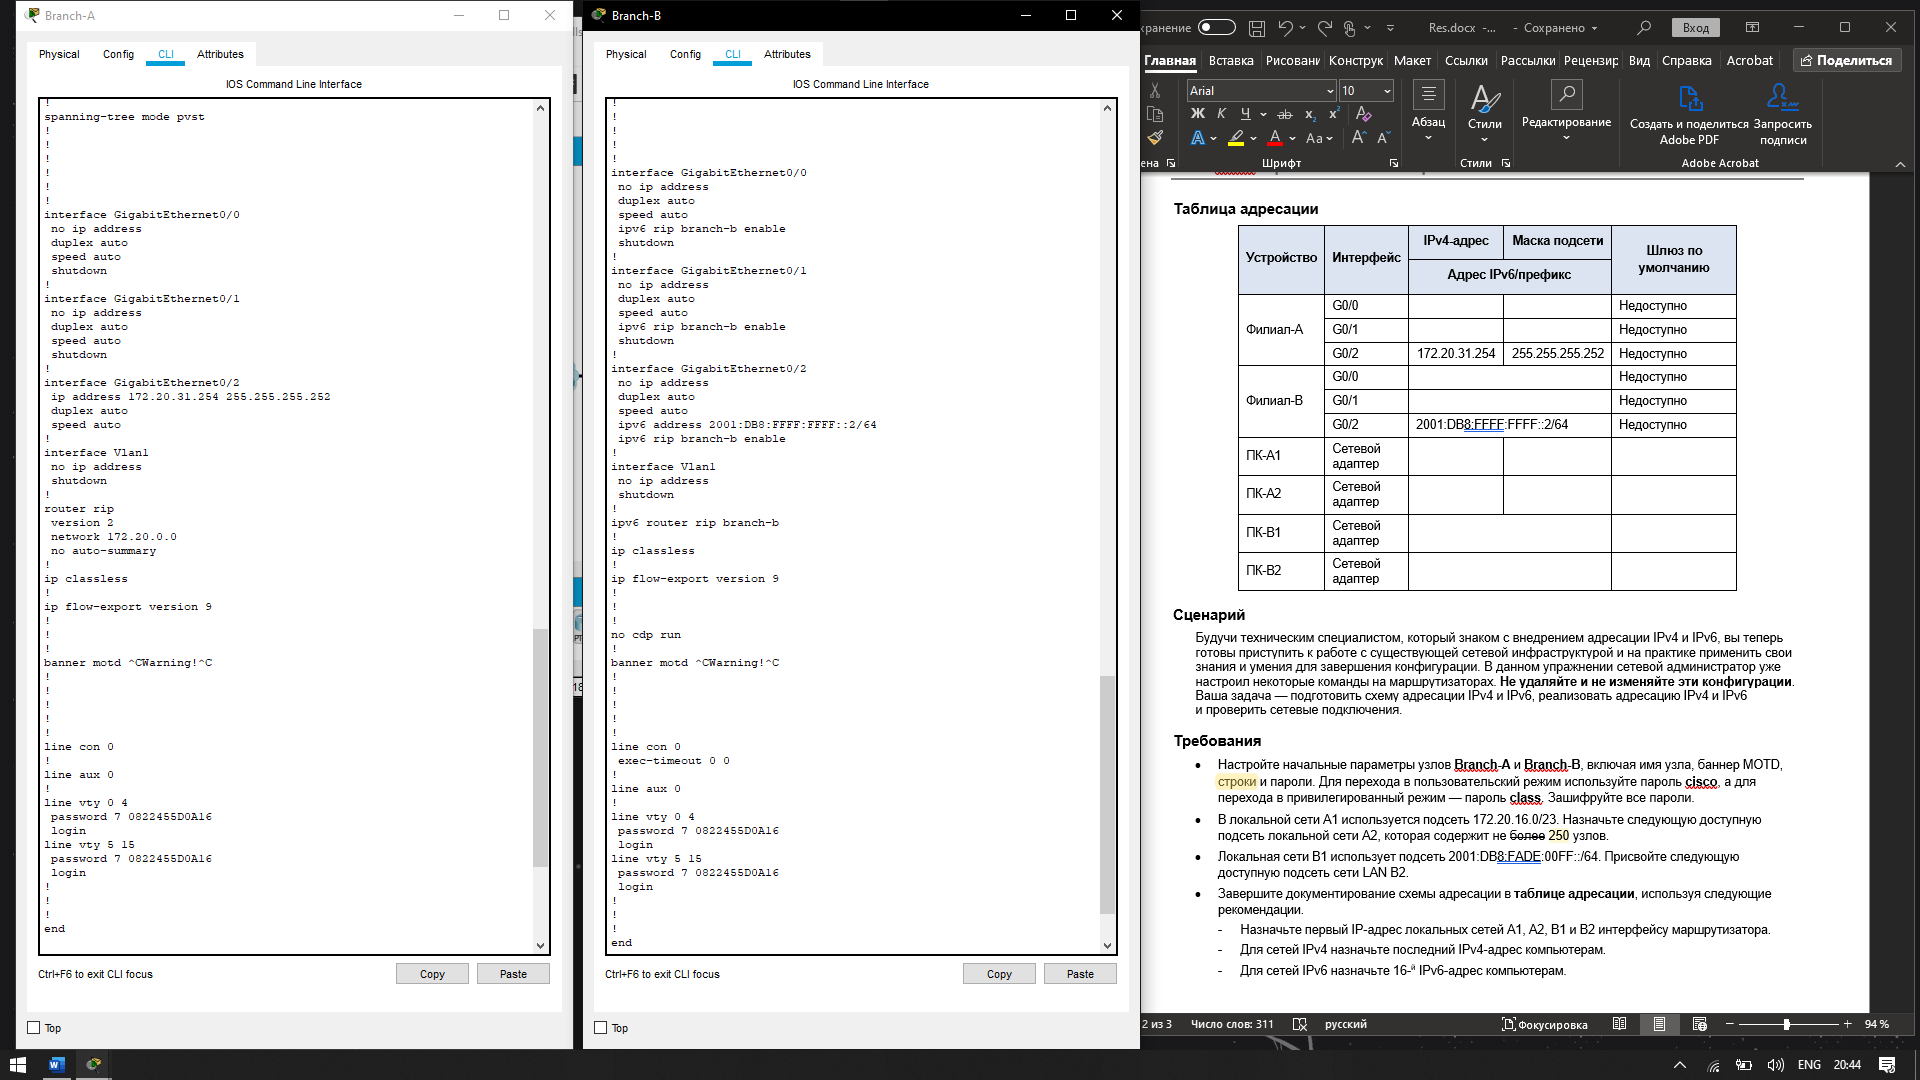 Branch-A
Physical
Config
CLI
Attributes
IOS Command Line Interface
!
spanning-tree mode pvst
!
!
!
!
!
!
interface GigabitEthernet0/0
no ip address
duplex auto
speed auto
shutdown
!
interface GigabitEthernet0/1
no ip address
duplex auto
speed auto
shutdown
!
interface GigabitEthernet0/2
ip address 172.20.31.254 255.255.255.252
duplex auto
speed auto
!
interface Vlan1
no ip address
shutdown
!
router rip
version 2
network 172.20.0.0
no auto-summary
!
ip classless
!
ip flow-export version 9
!
!
!
banner motd ^CWarning!^C
!
!
!
!
!
line con 0
!
line aux 0
!
line vty 0 4
password 7 0822455D0A16
login
line vty 5 15
password 7 0822455D0A16
login
!
!
!
end
Ctrl+F6 to exit CLI focus
Copy
Paste
Top
Branch-B
Physical
Config
CLI
Attributes
IOS Command Line Interface
!
!
!
!
!
interface GigabitEthernet0/0
no ip address
duplex auto
speed auto
ipv6 rip branch-b enable
shutdown
!
interface GigabitEthernet0/1
no ip address
duplex auto
speed auto
ipv6 rip branch-b enable
shutdown
!
interface GigabitEthernet0/2
no ip address
duplex auto
speed auto
ipv6 address 2001:DB8:FFFF:FFFF::2/64
ipv6 rip branch-b enable
!
interface Vlan1
no ip address
shutdown
!
ipv6 router rip branch-b
!
ip classless
!
ip flow-export version 9
!
!
!
no cdp run
!
banner motd ^CWarning!^C
!
!
!
!
!
line con 0
exec-timeout 0 0
!
line aux 0
!
line vty 0 4
password 7 0822455D0A16
login
line vty 5 15
password 7 0822455D0A16
login
!
!
!
end
Ctrl+F6 to exit CLI focus
Copy
Paste
Top
хранение Res.docx -... - Сохранено Вход
Главная Вставка Рисовани Конструк Макет Ссылки Рассылки Рецензир Вид Справка Acrobat Поделиться
Arial 10
Ж К Ч ab x x
A Aa A A
Абзац
Стили
Редактирование
Создать и поделиться Adobe PDF
Запросить подписи
ена Шрифт Стили Adobe Acrobat
Таблица адресации
Устройство Интерфейс IPv4-адрес Маска подсети Шлюз по умолчанию
Адрес IPv6/префикс
Филиал-A G0/0 Недоступно
G0/1 Недоступно
G0/2 172.20.31.254 255.255.255.252 Недоступно
Филиал-B G0/0 Недоступно
G0/1 Недоступно
G0/2 2001:DB8:FFFF:FFFF::2/64 Недоступно
ПК-A1 Сетевой адаптер
ПК-A2 Сетевой адаптер
ПК-B1 Сетевой адаптер
ПК-B2 Сетевой адаптер
Сценарий
Будучи техническим специалистом, который знаком с внедрением адресации IPv4 и IPv6, вы теперь
готовы приступить к работе с существующей сетевой инфраструктурой и на практике применить свои
знания и умения для завершения конфигурации. В данном упражнении сетевой администратор уже
настроил некоторые команды на маршрутизаторах. Не удаляйте и не изменяйте эти конфигурации.
Ваша задача — подготовить схему адресации IPv4 и IPv6, реализовать адресацию IPv4 и IPv6
и проверить сетевые подключения.
Требования
• Настройте начальные параметры узлов Branch-A и Branch-B, включая имя узла, баннер MOTD,
строки и пароли. Для перехода в пользовательский режим используйте пароль cisco, а для
перехода в привилегированный режим — пароль class. Зашифруйте все пароли.
• В локальной сети A1 используется подсеть 172.20.16.0/23. Назначьте следующую доступную
подсеть локальной сети A2, которая содержит не более 250 узлов.
• Локальная сети B1 использует подсеть 2001:DB8:FADE:00FF::/64. Присвойте следующую
доступную подсеть сети LAN B2.
• Завершите документирование схемы адресации в таблице адресации, используя следующие
рекомендации.
- Назначьте первый IP-адрес локальных сетей A1, A2, B1 и B2 интерфейсу маршрутизатора.
- Для сетей IPv4 назначьте последний IPv4-адрес компьютерам.
- Для сетей IPv6 назначьте 16-й IPv6-адрес компьютерам.
2 из 3 Число слов: 311 русский Фокусировка 94 %
ENG 20:44